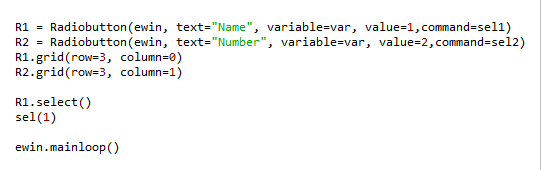 R1 = Radiobutton(ewin, text="Name", variable=var, value=1,command=sel1)
R2 = Radiobutton(ewin, text="Number", variable=var, value=2,command=sel2)
R1.grid(row=3, column=0)
R2.grid(row=3, column=1)
R1.select()
sel(1)
ewin.mainloop()